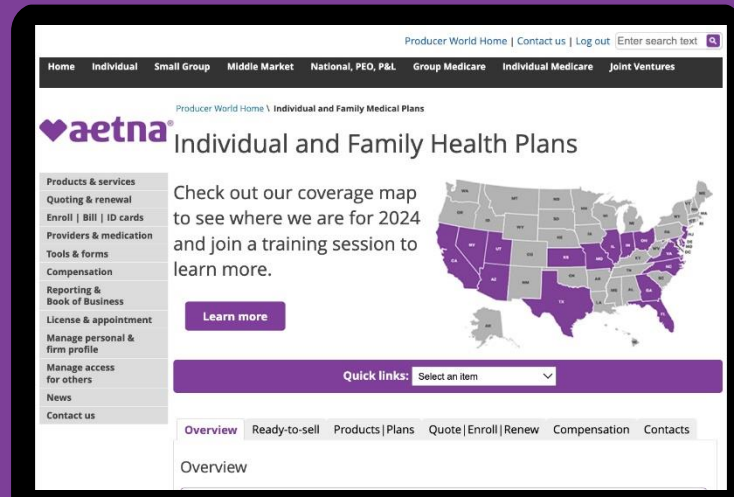 Producer World Home | Contact us | Log out Enter search text
Home Individual Small Group Middle Market National, PEO, P&L Group Medicare Individual Medicare Joint Ventures
Producer World Home \ Individual and Family Medical Plans
aetna®
Individual and Family Health Plans
Products & services
Quoting & renewal
Enroll | Bill | ID cards
Providers & medication
Tools & forms
Compensation
Reporting &
Book of Business
License & appointment
Manage personal &
firm profile
Manage access
for others
News
Contact us
Check out our coverage map
to see where we are for 2024
and join a training session to
learn more.
Learn more
Quick links: Select an item
Overview Ready-to-sell Products|Plans Quote|Enroll|Renew Compensation Contacts
Overview